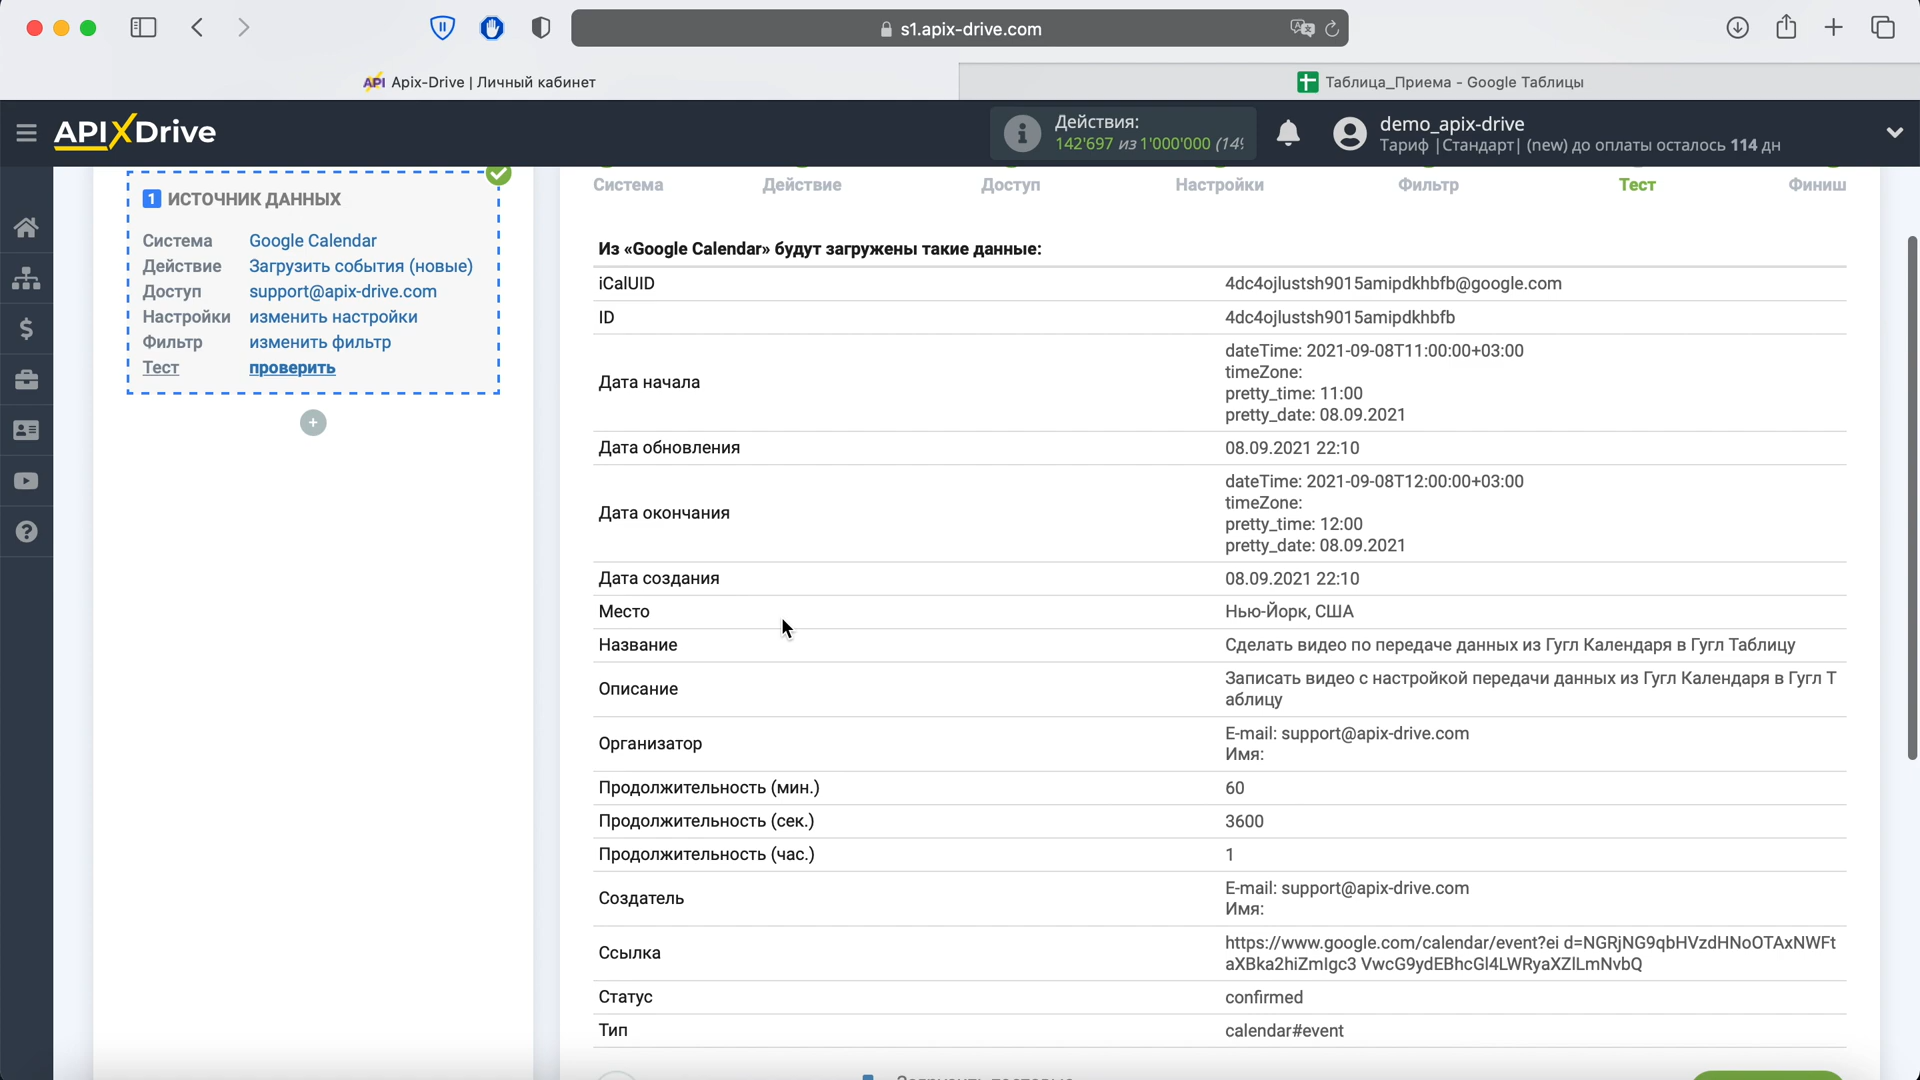 s1.apix-drive.com
API Apix-Drive | Личный кабинет
Таблица_Приема - Google Таблицы
APIXDrive
Действия:
142'697 из 1'000'000 (14%
demo_apix-drive
Тариф |Стандарт| (new) до оплаты осталось 114 дн
1 ИСТОЧНИК ДАННЫХ
Система Google Calendar
Действие Загрузить события (новые)
Доступ support@apix-drive.com
Настройки изменить настройки
Фильтр изменить фильтр
Тест проверить
Система Действие Доступ Настройки Фильтр Тест Финиш
Из «Google Calendar» будут загружены такие данные:
iCalUID 4dc4ojlustsh9015amipdkhbfb@google.com
ID 4dc4ojlustsh9015amipdkhbfb
Дата начала
dateTime: 2021-09-08T11:00:00+03:00
timeZone:
pretty_time: 11:00
pretty_date: 08.09.2021
Дата обновления 08.09.2021 22:10
Дата окончания
dateTime: 2021-09-08T12:00:00+03:00
timeZone:
pretty_time: 12:00
pretty_date: 08.09.2021
Дата создания 08.09.2021 22:10
Место Нью-Йорк, США
Название Сделать видео по передаче данных из Гугл Календаря в Гугл Таблицу
Описание
Записать видео с настройкой передачи данных из Гугл Календаря в Гугл Т
аблицу
Организатор
E-mail: support@apix-drive.com
Имя:
Продолжительность (мин.) 60
Продолжительность (сек.) 3600
Продолжительность (час.) 1
Создатель
E-mail: support@apix-drive.com
Имя:
Ссылка
https://www.google.com/calendar/event?ei d=NGRjNG9qbHVzdHNoOTAxNWFt
aXBka2hiZmIgc3 VwcG9ydEBhcGl4LWRyaXZlLmNvbQ
Статус confirmed
Тип calendar#event